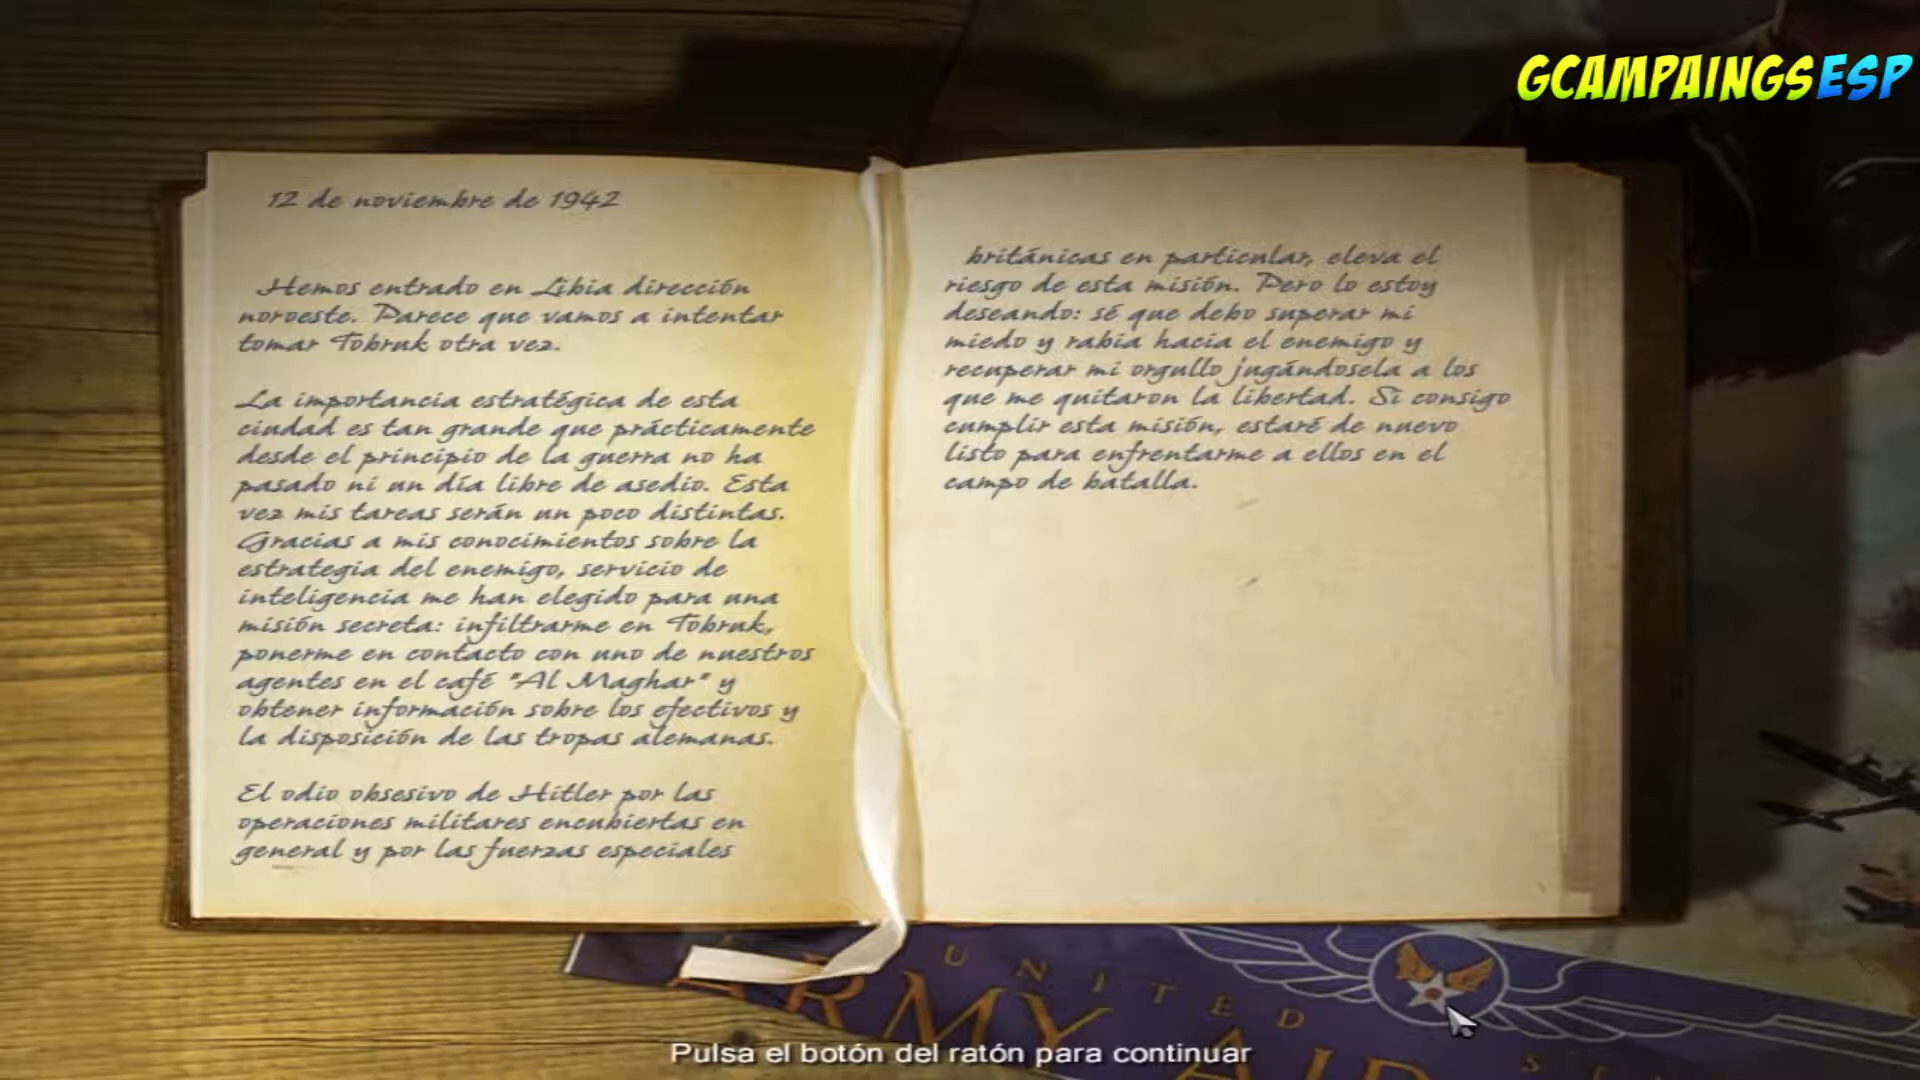 GCAMPAINGSESP
12 de noviembre de 1942
Hemos entrado en Libia dirección
noroeste. Parece que vamos a intentar
tomar Tobruk otra vez.
La importancia estratégica de esta
ciudad es tan grande que prácticamente
desde el principio de la guerra no ha
pasado ni un día libre de asedio. Esta
vez mis tareas serán un poco distintas.
Gracias a mis conocimientos sobre la
estrategia del enemigo, servicio de
inteligencia me han elegido para una
misión secreta: infiltrarme en Tobruk,
ponerme en contacto con uno de nuestros
agentes en el café "Al Maghar" y
obtener información sobre los efectivos y
la disposición de las tropas alemanas.
El odio obsesivo de Hitler por las
operaciones militares encubiertas en
general y por las fuerzas especiales
británicas en particular, eleva el
riesgo de esta misión. Pero lo estoy
deseando: sé que debo superar mi
miedo y rabia hacia el enemigo y
recuperar mi orgullo jugándosela a los
que me quitaron la libertad. Si consigo
cumplir esta misión, estaré de nuevo
listo para enfrentarme a ellos en el
campo de batalla.
UNITED
ARMY AIR
Pulsa el botón del ratón para continuar